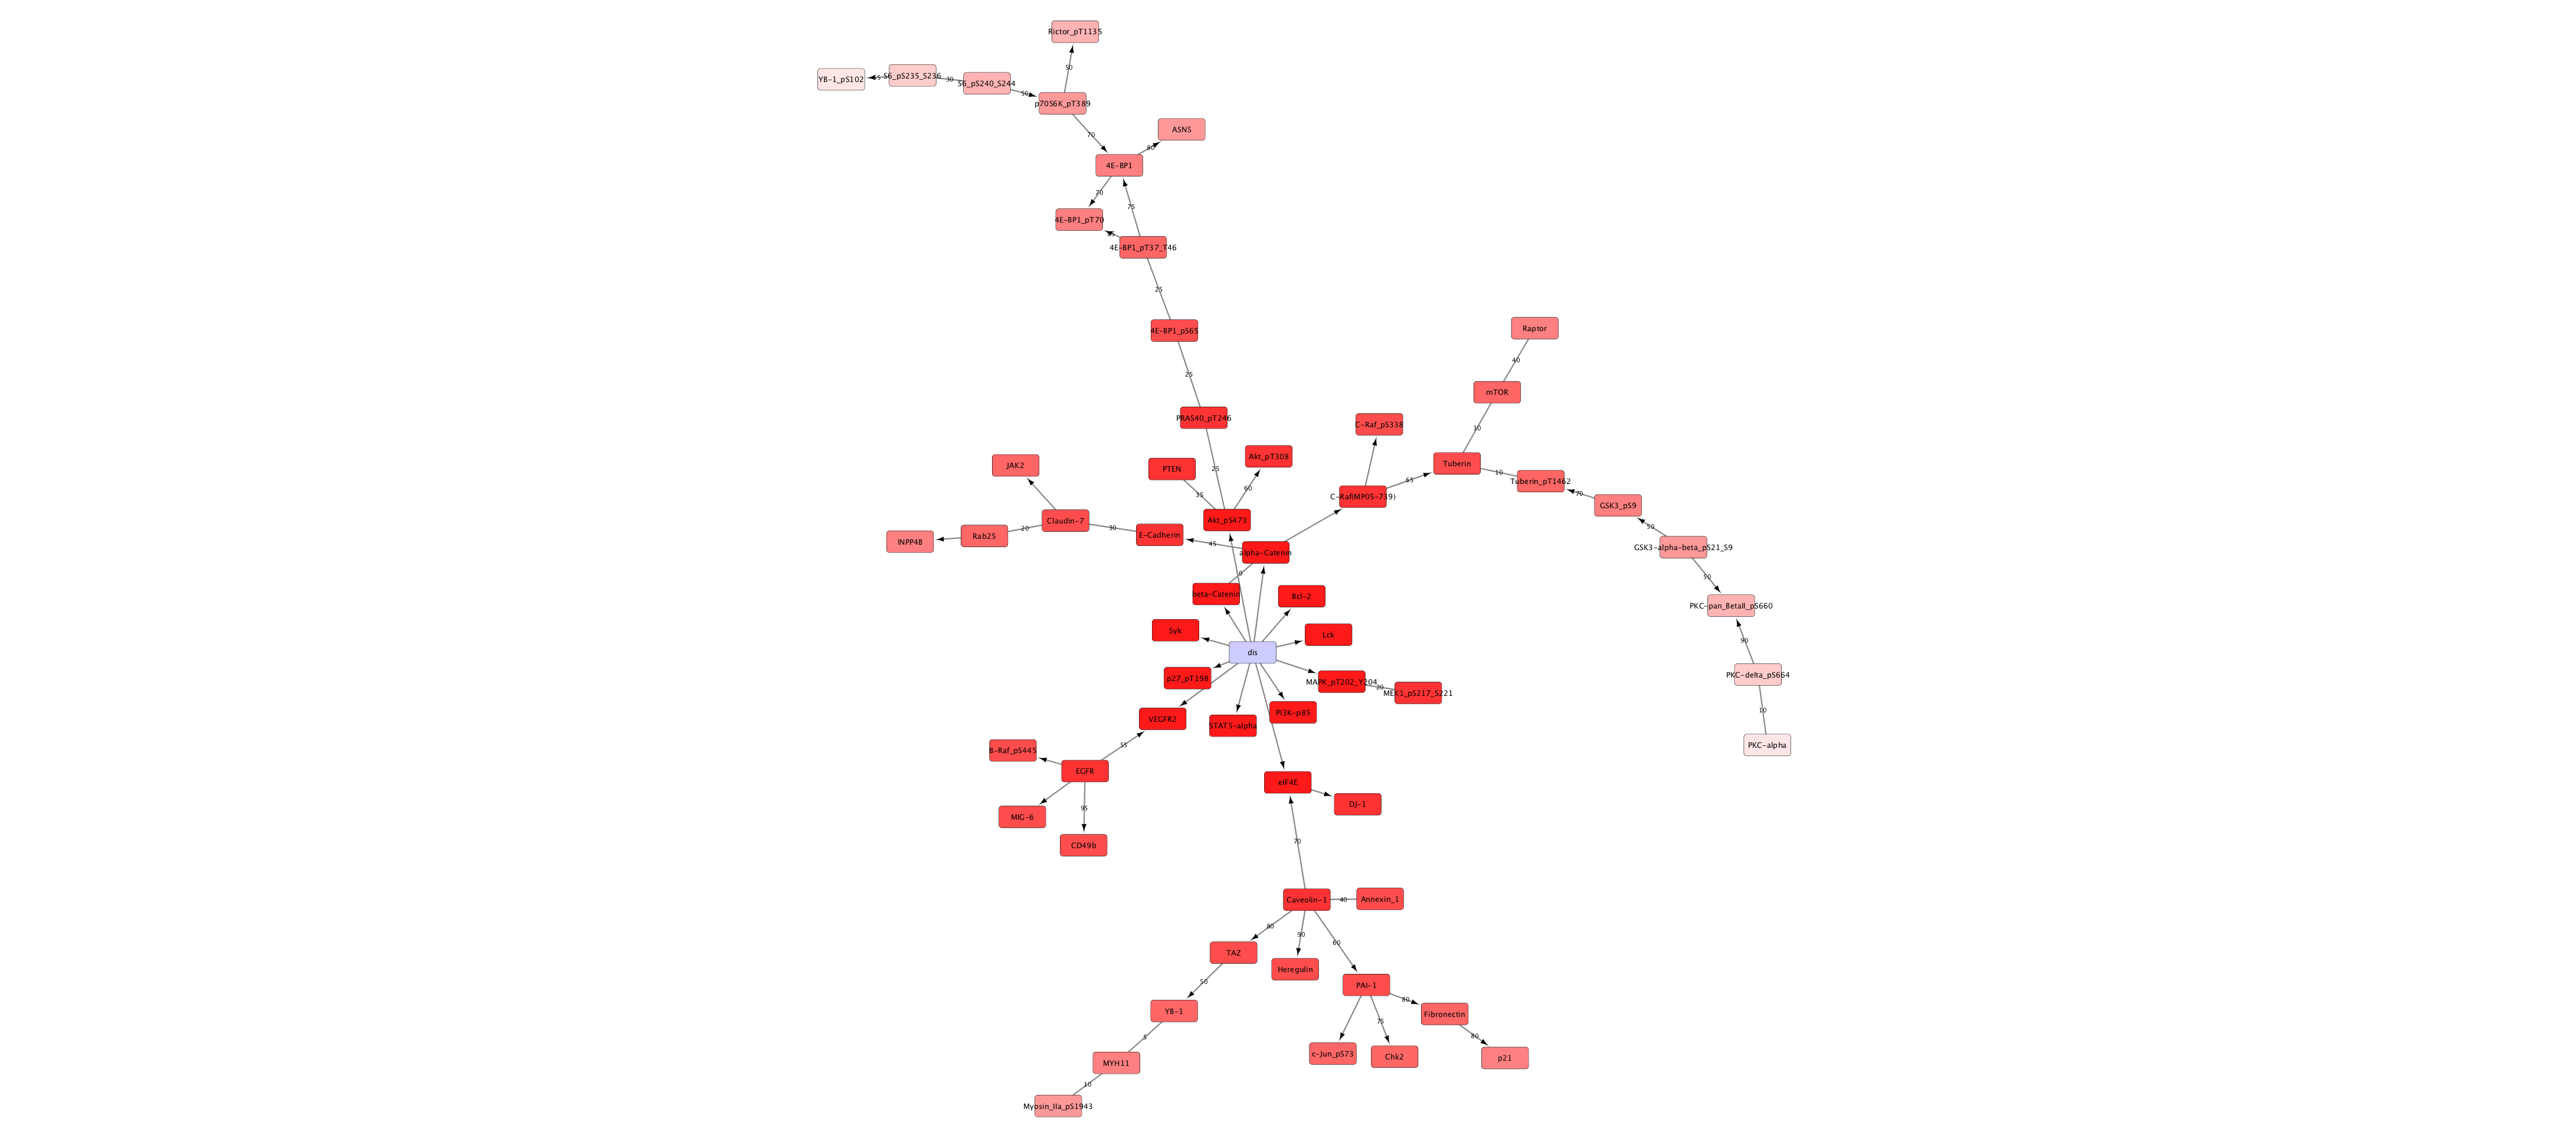 Rictor_pT1135
50
YB-1_pS102
S6_pS235_S236
30
S6_pS240_S244
50
p70S6K_pT389
70
ASNS
80
4E-BP1
70
75
4E-BP1_pT70
4E-BP1_pT37_T46
25
4E-BP1_pS65
25
PRAS40_pT246
25
Raptor
40
mTOR
30
C-Raf_pS338
Tuberin
10
Tuberin_pT1462
65
C-Raf(MP05-739)
70
GSK3_pS9
50
GSK3-alpha-beta_pS21_S9
50
PKC-pan_BetaII_pS660
90
PKC-delta_pS664
10
PKC-alpha
JAK2
PTEN
35
Akt_pT308
60
Akt_pS473
Claudin-7
30
20
Rab25
INPP4B
E-Cadherin
45
alpha-Catenin
0
beta-Catenin
Bcl-2
Syk
Lck
dis
p27_pT198
MAPK_pT202_Y204
20
MEK1_pS217_S221
PI3K-p85
VEGFR2
STAT5-alpha
55
B-Raf_pS445
EGFR
95
MIG-6
CD49b
eIF4E
DJ-1
70
Caveolin-1
40
Annexin_1
80
90
60
TAZ
Heregulin
PAI-1
50
80
75
YB-1
Fibronectin
80
c-Jun_pS73
Chk2
p21
5
MYH11
10
Myosin_IIa_pS1943